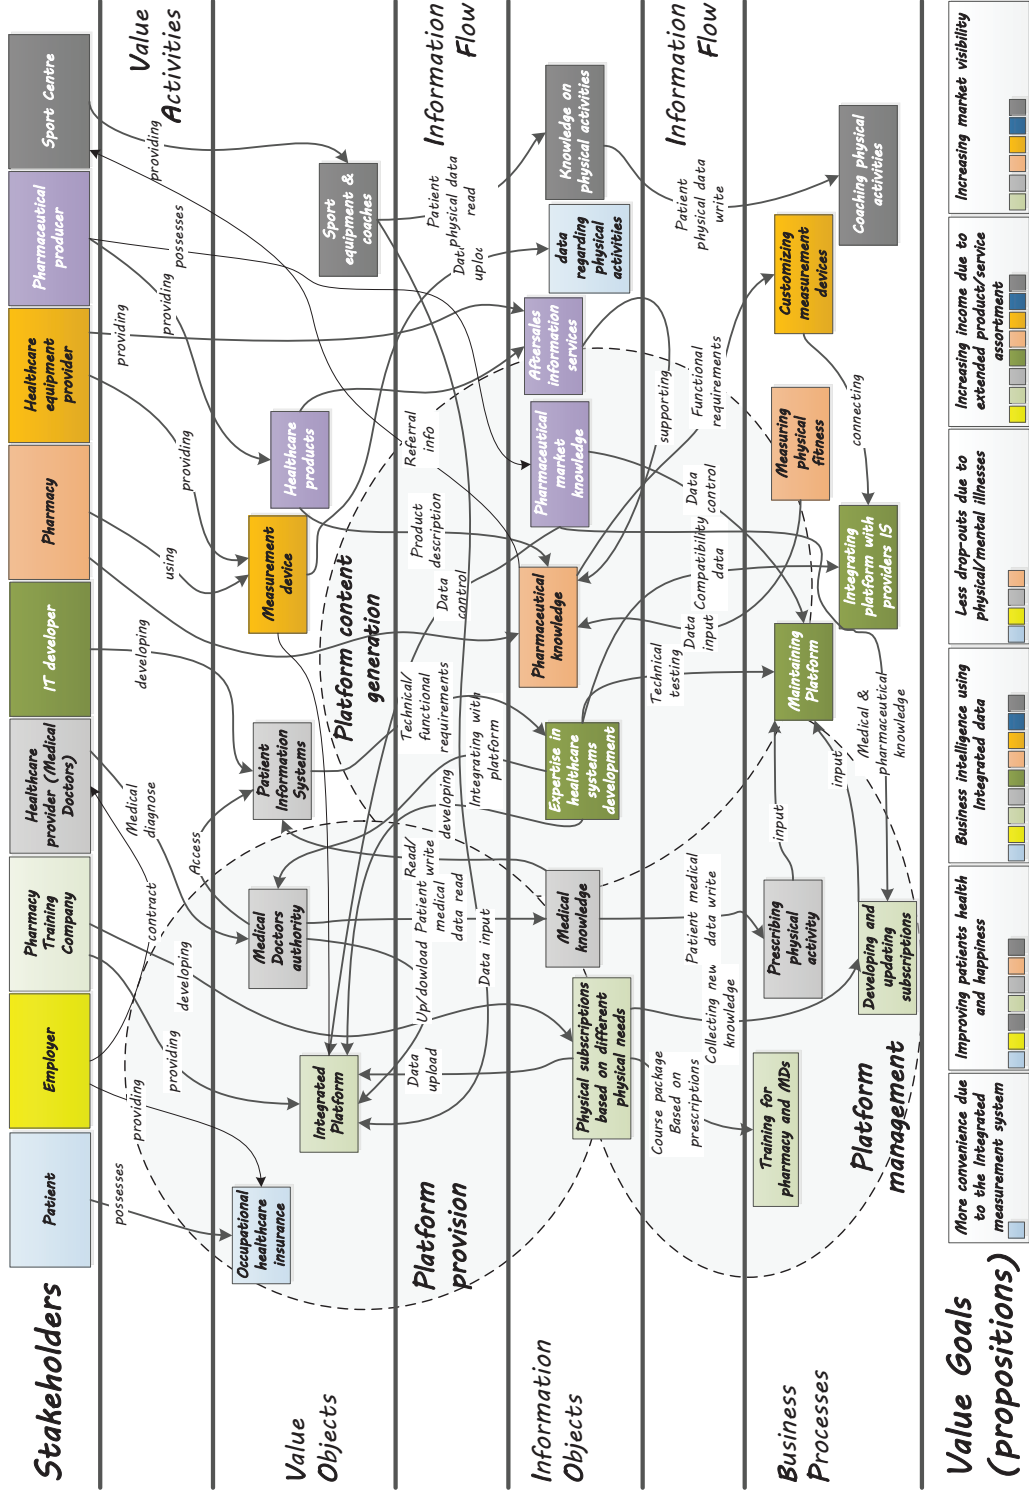 Stakeholders
Patient
Employer
Pharmacy
Training
Company
Healthcare
provider (Medical
Doctors)
IT developer
Pharmacy
Healthcare
equipment
provider
Pharmaceutical
producer
Sport Centre
Value
Activities
possesses
providing
providing
developing
contract
Access
Medical
diagnose
developing
using
providing
providing
providing
possesses
providing
Value
Objects
Occupational
healthcare
insurance
Integrated
Platform
Medical
Doctors
authority
Patient
Information
Systems
Measurement
device
Healthcare
products
Sport
equipment &
coaches
Platform content
generation
Platform
provision
Information
Flow
Data
upload
Up/dowload
Data input
Patient
medical
data read
Read/
write
developing
Integrating with
platform
Technical/
functional
requirements
Data
control
Product
description
Referral
info
Data
uploc
Patient
physical data
read
Information
Objects
Physical subscriptions
based on different
physical needs
Medical
knowledge
Expertise in
healthcare
systems
development
Pharmaceutical
knowledge
Pharmaceutical
market
knowledge
Aftersales
information
services
data
regarding
physical
activities
Knowledge on
physical activities
Information
Flow
Course package
Based on
prescriptions
Collecting new
knowledge
Patient medical
data write
Technical
testing
Data
input
Compatibility
data
Data
control
supporting
Functional
requirements
Patient
physical data
write
Business
Processes
Training for
pharmacy and MDs
Prescribing
physical
activity
Developing and
updating
subscriptions
input
input
Medical &
pharmaceutical
knowledge
Maintaining
Platform
Integrating
platform with
providers IS
Measuring
physical
fitness
connecting
Customizing
measurement
devices
Coaching physical
activities
Platform
management
Value Goals
(propositions)
More convenience due
to the Integrated
measurement system
Improving patients health
and happiness
Business intelligence using
Integrated data
Less drop-outs due to
physical/mental illnesses
Increasing income due to
extended product/service
assortment
Increasing market visibility